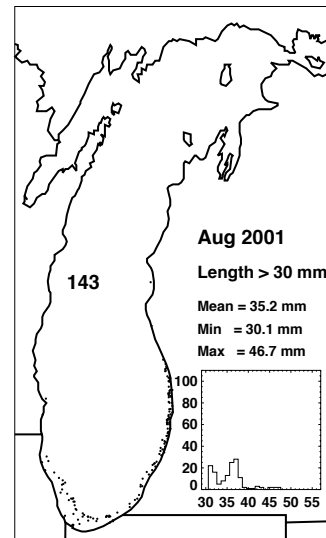 Aug 2001
Length > 30 mm
143
Mean = 35.2 mm
Min = 30.1 mm
Max = 46.7 mm
100
80
60
40
20
0
30 35 40 45 50 55